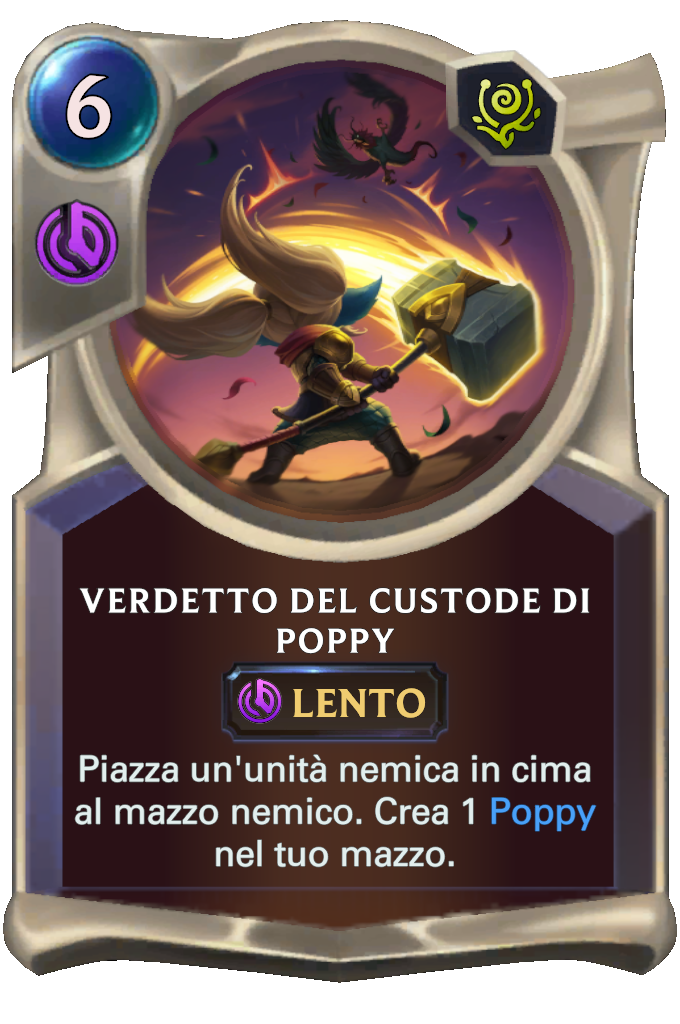 6
VERDETTO DEL CUSTODE DI
POPPY
LENTO
Piazza un'unità nemica in cima
al mazzo nemico. Crea 1 Poppy
nel tuo mazzo.